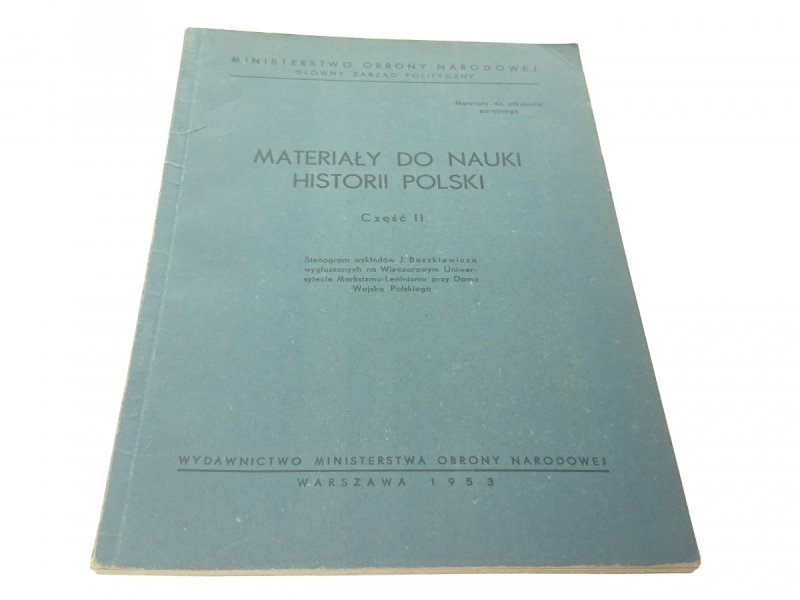 MINISTERSTWO OBRONY NARODOWEJ
GŁÓWNY ZARZĄD POLITYCZNY
Materiały do szkolenia
partyjnego
MATERIAŁY DO NAUKI
HISTORII POLSKI
Część II
Stenogram wykładów J. Baszkiewicza
wygłoszonych na Wieczorowym Uniwer-
sytecie Marksizmu-Leninizmu przy Domu
Wojska Polskiego
WYDAWNICTWO MINISTERSTWA OBRONY NARODOWEJ
WARSZAWA 1953